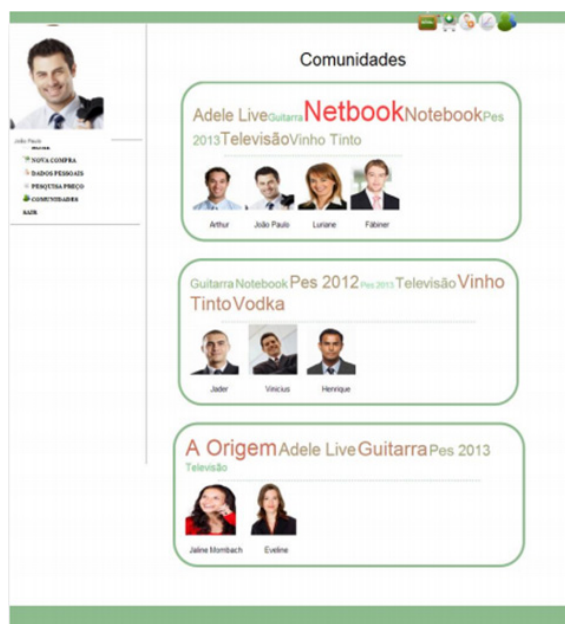 Comunidades
João Paulo
NOVA COMPRA
DADOS PESSOAIS
PESQUISA PREÇO
COMUNIDADES
SAIR
Adele Live Guitarra Netbook Notebook Pes
2013 Televisão Vinho Tinto
Arthur João Paulo Luriane Fabiner
Guitarra Notebook Pes 2012 Pes 2013 Televisão Vinho
Tinto Vodka
Jader Vinicius Henrique
A Origem Adele Live Guitarra Pes 2013
Televisão
Jaline Mombach Eveline